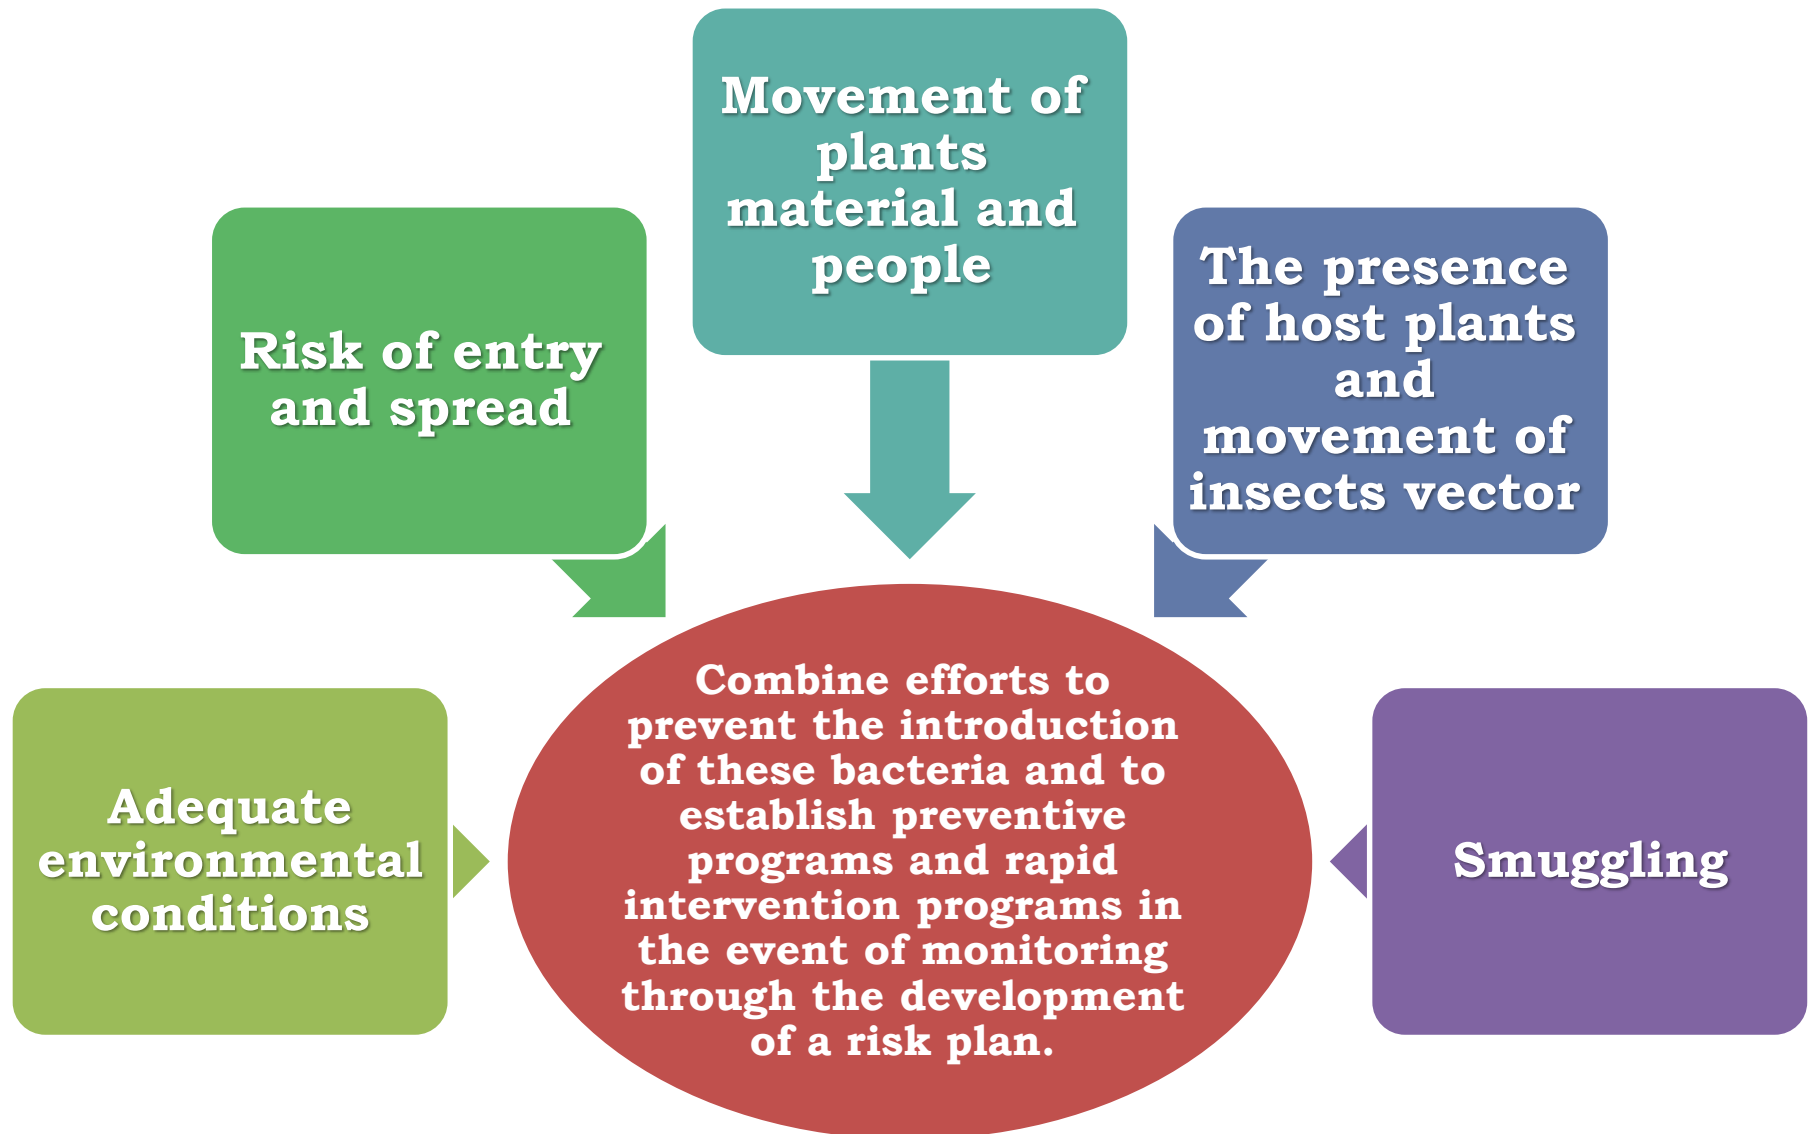 Movement of
plants
material and
people
Risk of entry
and spread
The presence
of host plants
and
movement of
insects vector
Adequate
environmental
conditions
Combine efforts to
prevent the introduction
of these bacteria and to
establish preventive
programs and rapid
intervention programs in
the event of monitoring
through the development
of a risk plan.
Smuggling